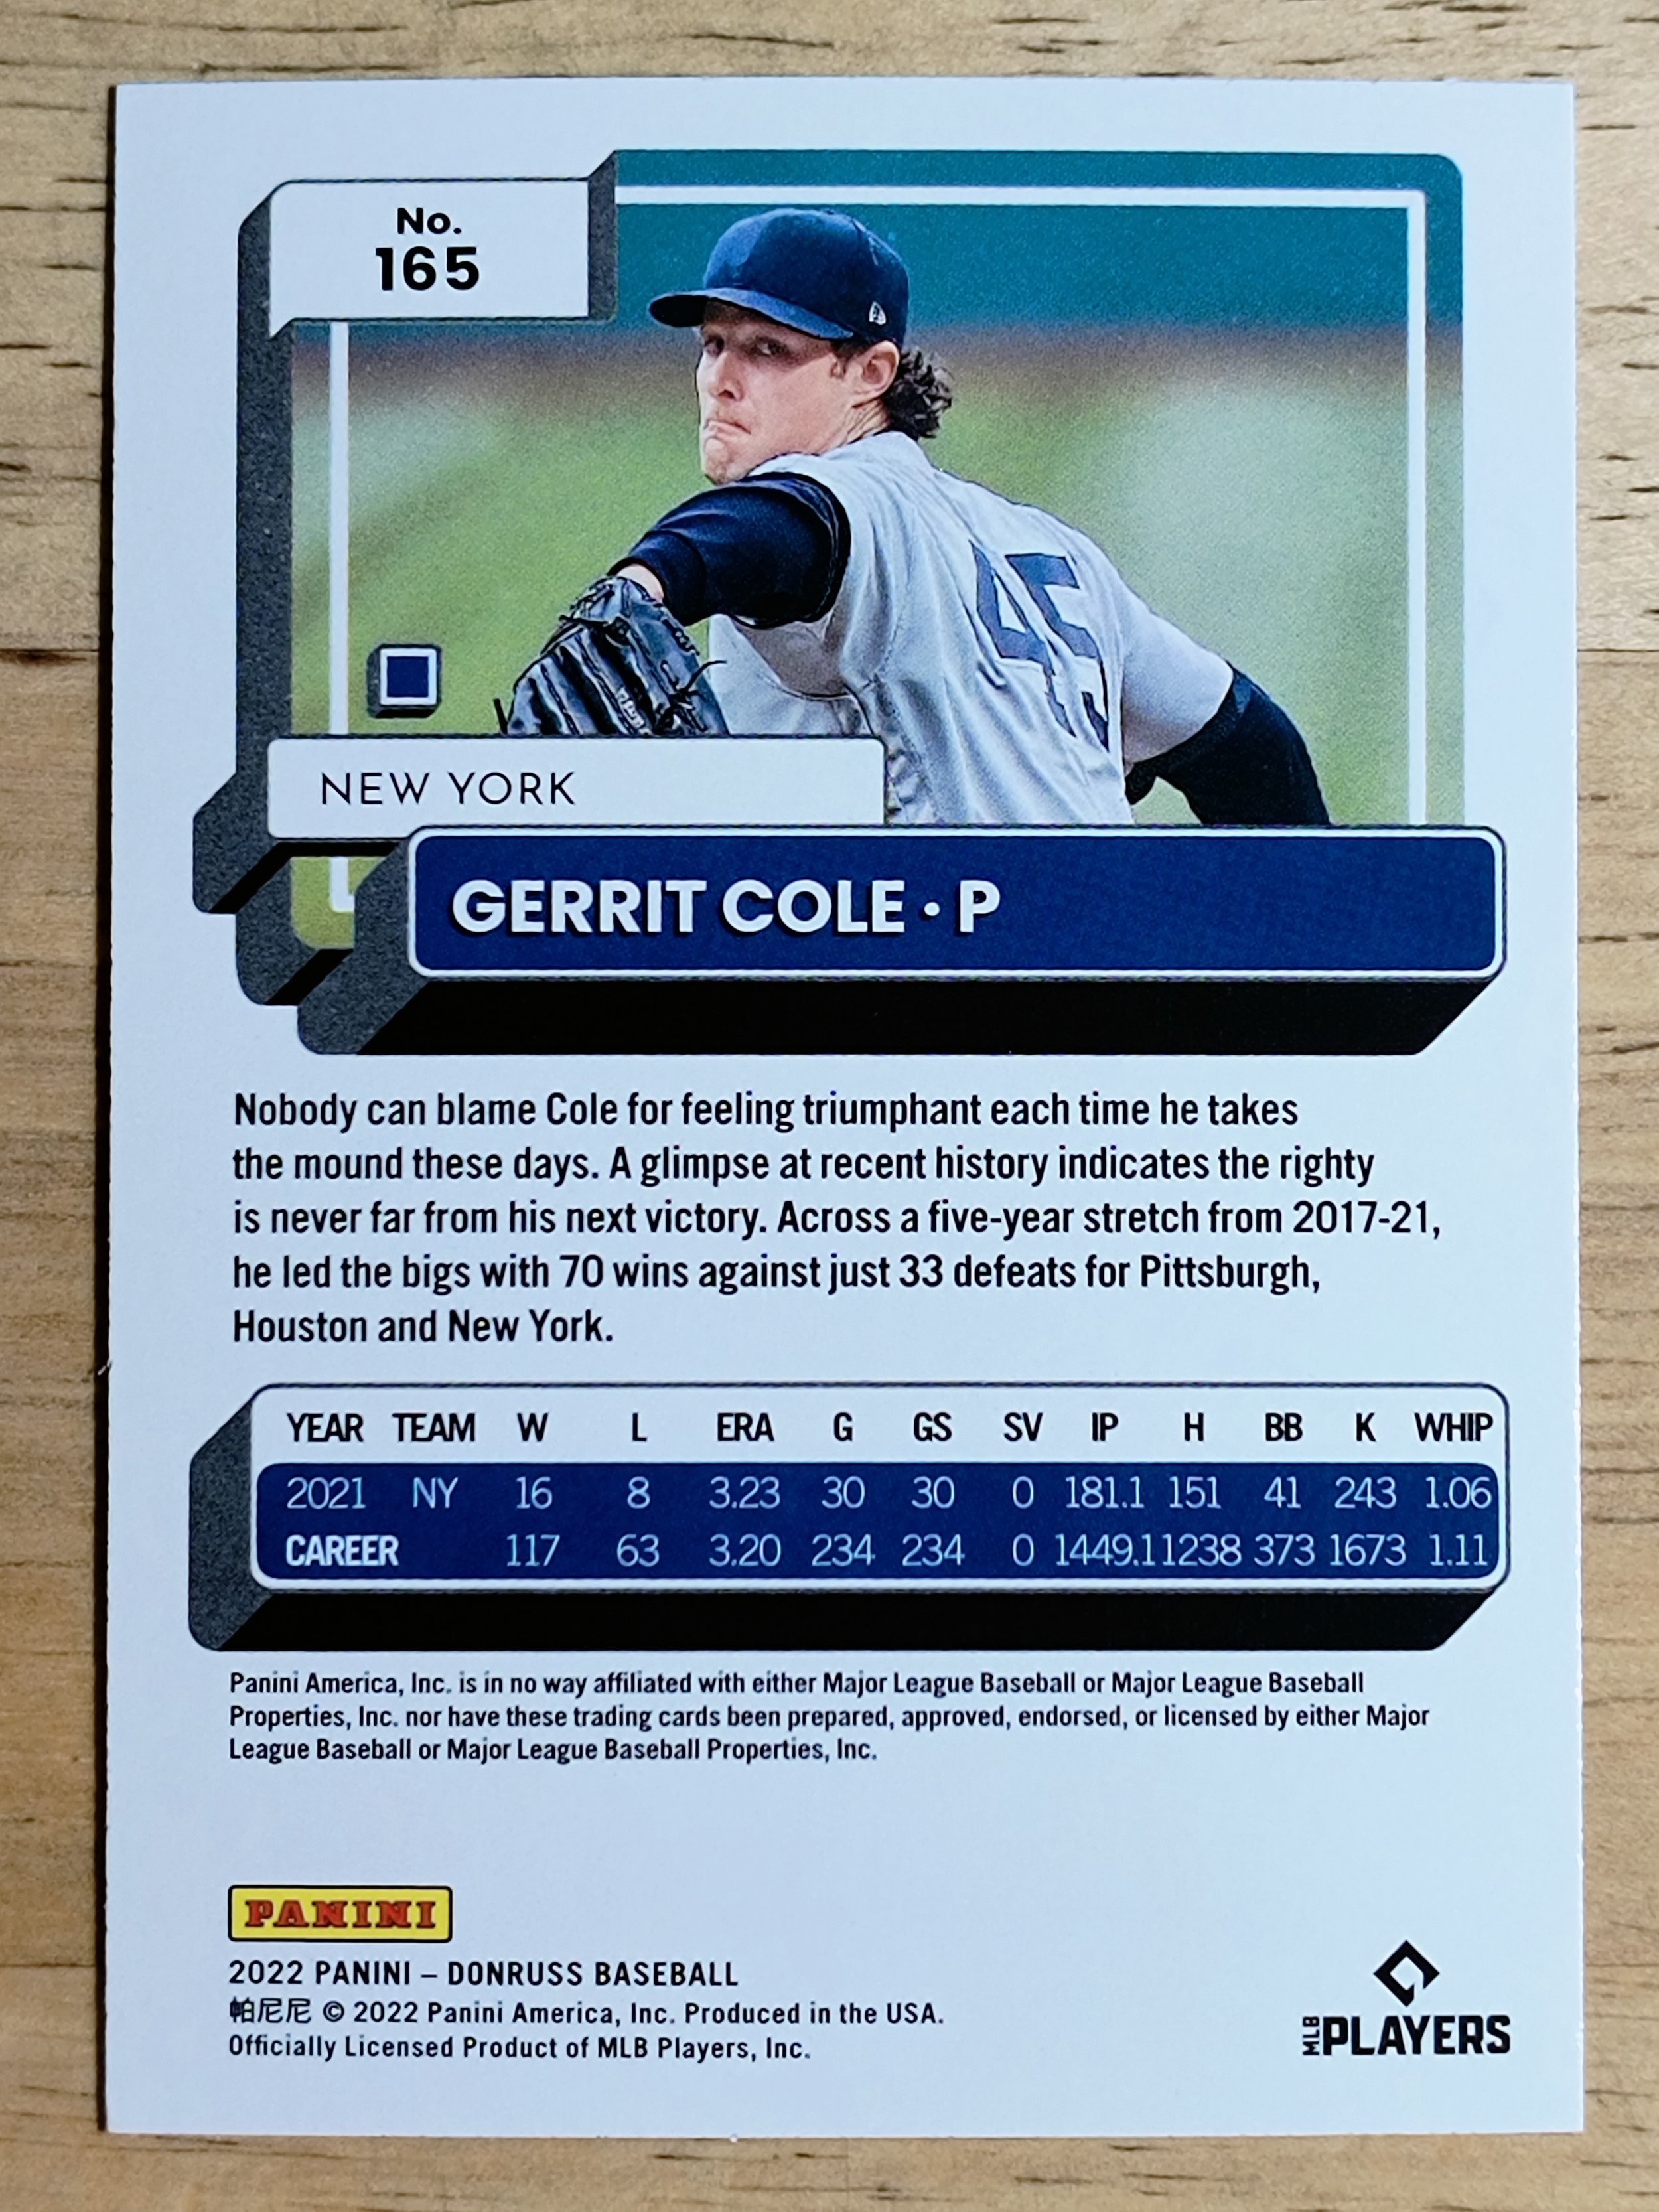 No.
165
45
NEW YORK
GERRIT COLE • P
Nobody can blame Cole for feeling triumphant each time he takes
the mound these days. A glimpse at recent history indicates the righty
is never far from his next victory. Across a five-year stretch from 2017-21,
he led the bigs with 70 wins against just 33 defeats for Pittsburgh,
Houston and New York.
YEAR TEAM W L ERA G GS SV IP H BB K WHIP
2021 NY 16 8 3.23 30 30 0 181.1 151 41 243 1.06
CAREER 117 63 3.20 234 234 0 1449.1 1238 373 1673 1.11
Panini America, Inc. is in no way affiliated with either Major League Baseball or Major League Baseball
Properties, Inc. nor have these trading cards been prepared, approved, endorsed, or licensed by either Major
League Baseball or Major League Baseball Properties, Inc.
PANINI
2022 PANINI – DONRUSS BASEBALL
帕尼尼 © 2022 Panini America, Inc. Produced in the USA.
Officially Licensed Product of MLB Players, Inc.
MLB PLAYERS